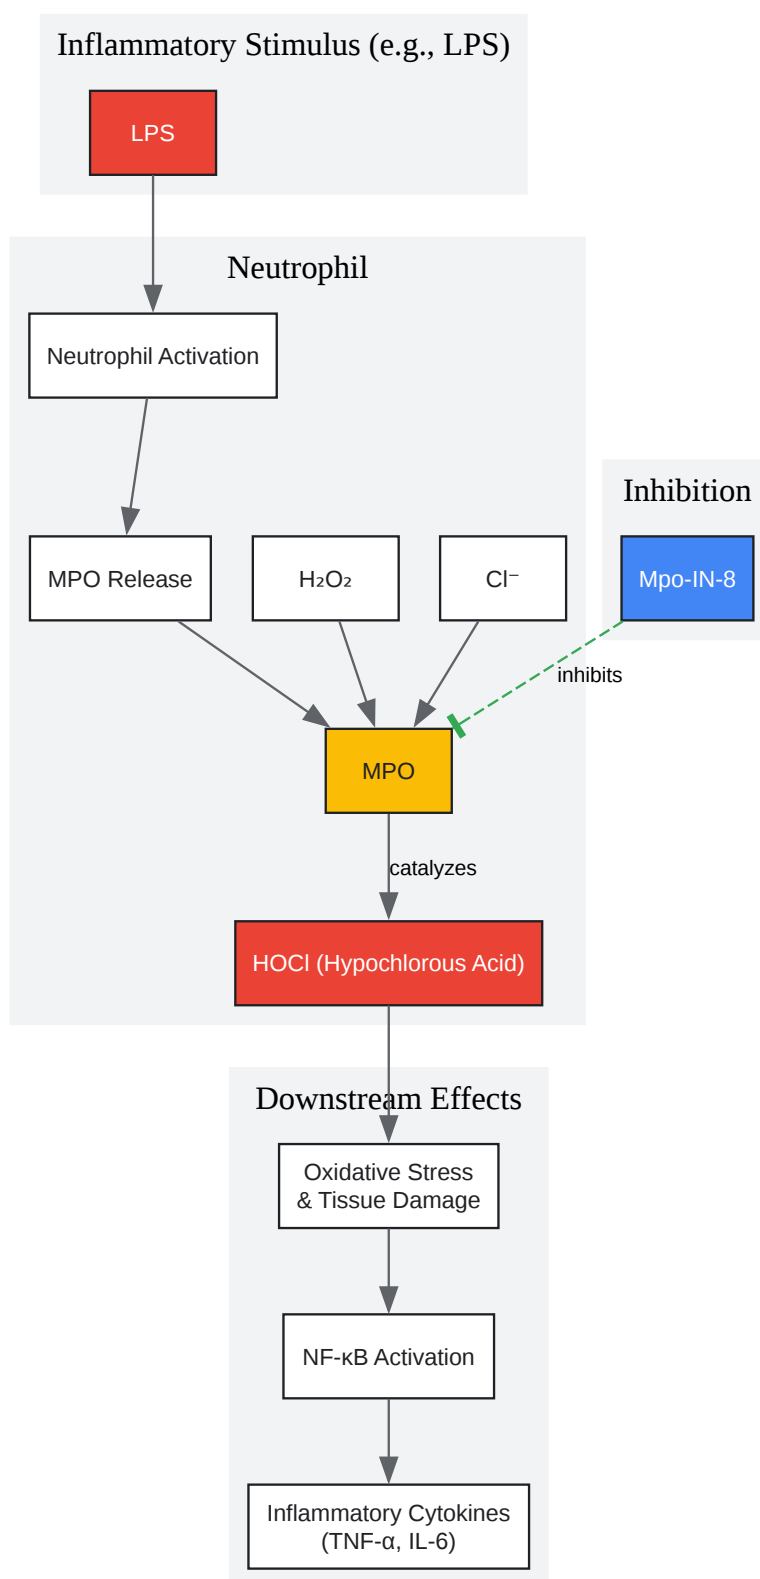 Inflammatory Stimulus (e.g., LPS)
LPS
Neutrophil
Neutrophil Activation
Inhibition
MPO Release
H₂O₂
Cl⁻
Mpo-IN-8
inhibits
MPO
catalyzes
HOCl (Hypochlorous Acid)
Downstream Effects
Oxidative Stress
& Tissue Damage
NF-κB Activation
Inflammatory Cytokines
(TNF-α, IL-6)